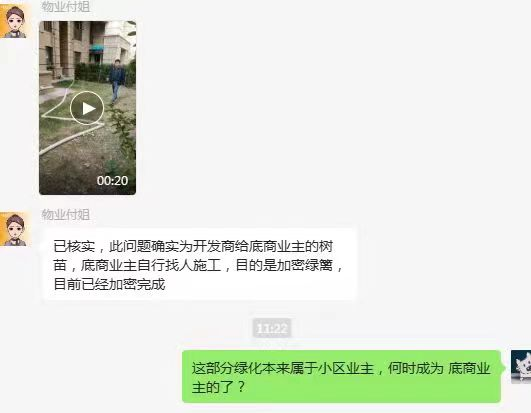 物业付姐
00:20
物业付姐
已核实，此问题确实为开发商给底商业主的树
苗，底商业主自行找人施工，目的是加密绿篱，
目前已经加密完成
11:22
这部分绿化本来属于小区业主，何时成为 底商业
主的了？